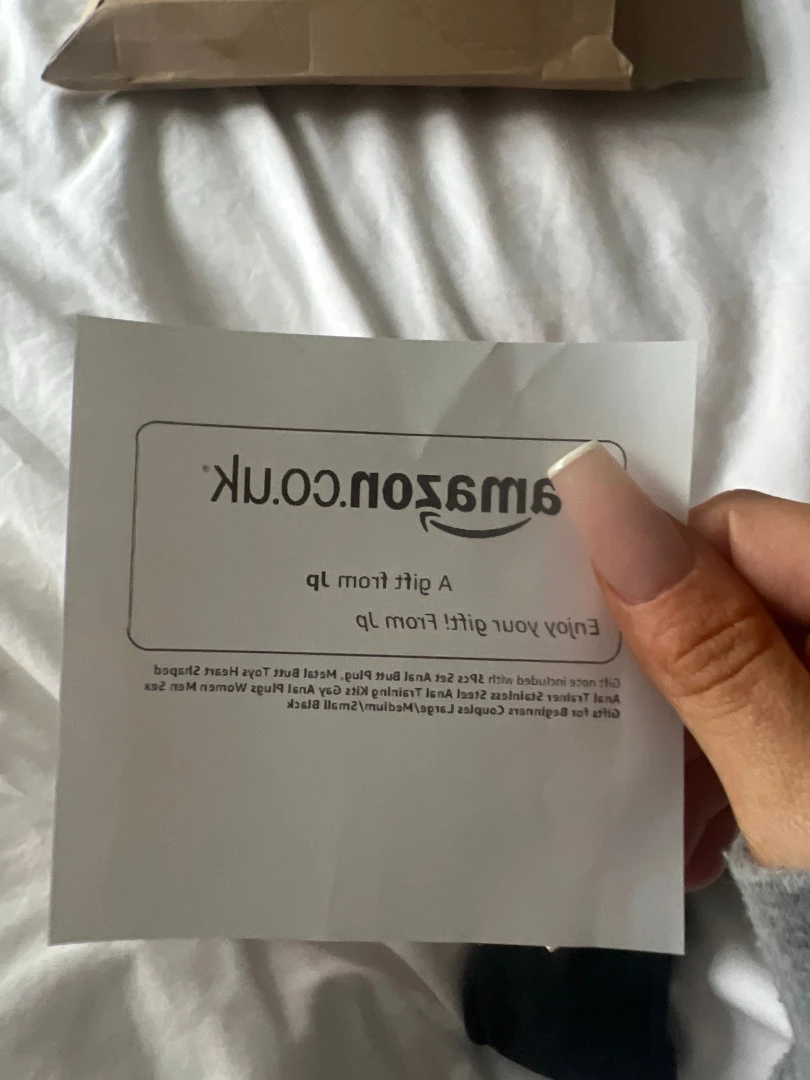 amazon.co.uk
A gift from Jp
Enjoy your gift! From Jp
Gift note included with 3Pcs Set Anal Butt Plug, Metal Butt Toys Heart Shaped
Anal Trainer Stainless Steel Anal Training Kits Gay Anal Plugs Women Men Sex
Gifts for Beginners Couples Large/Medium/Small Black